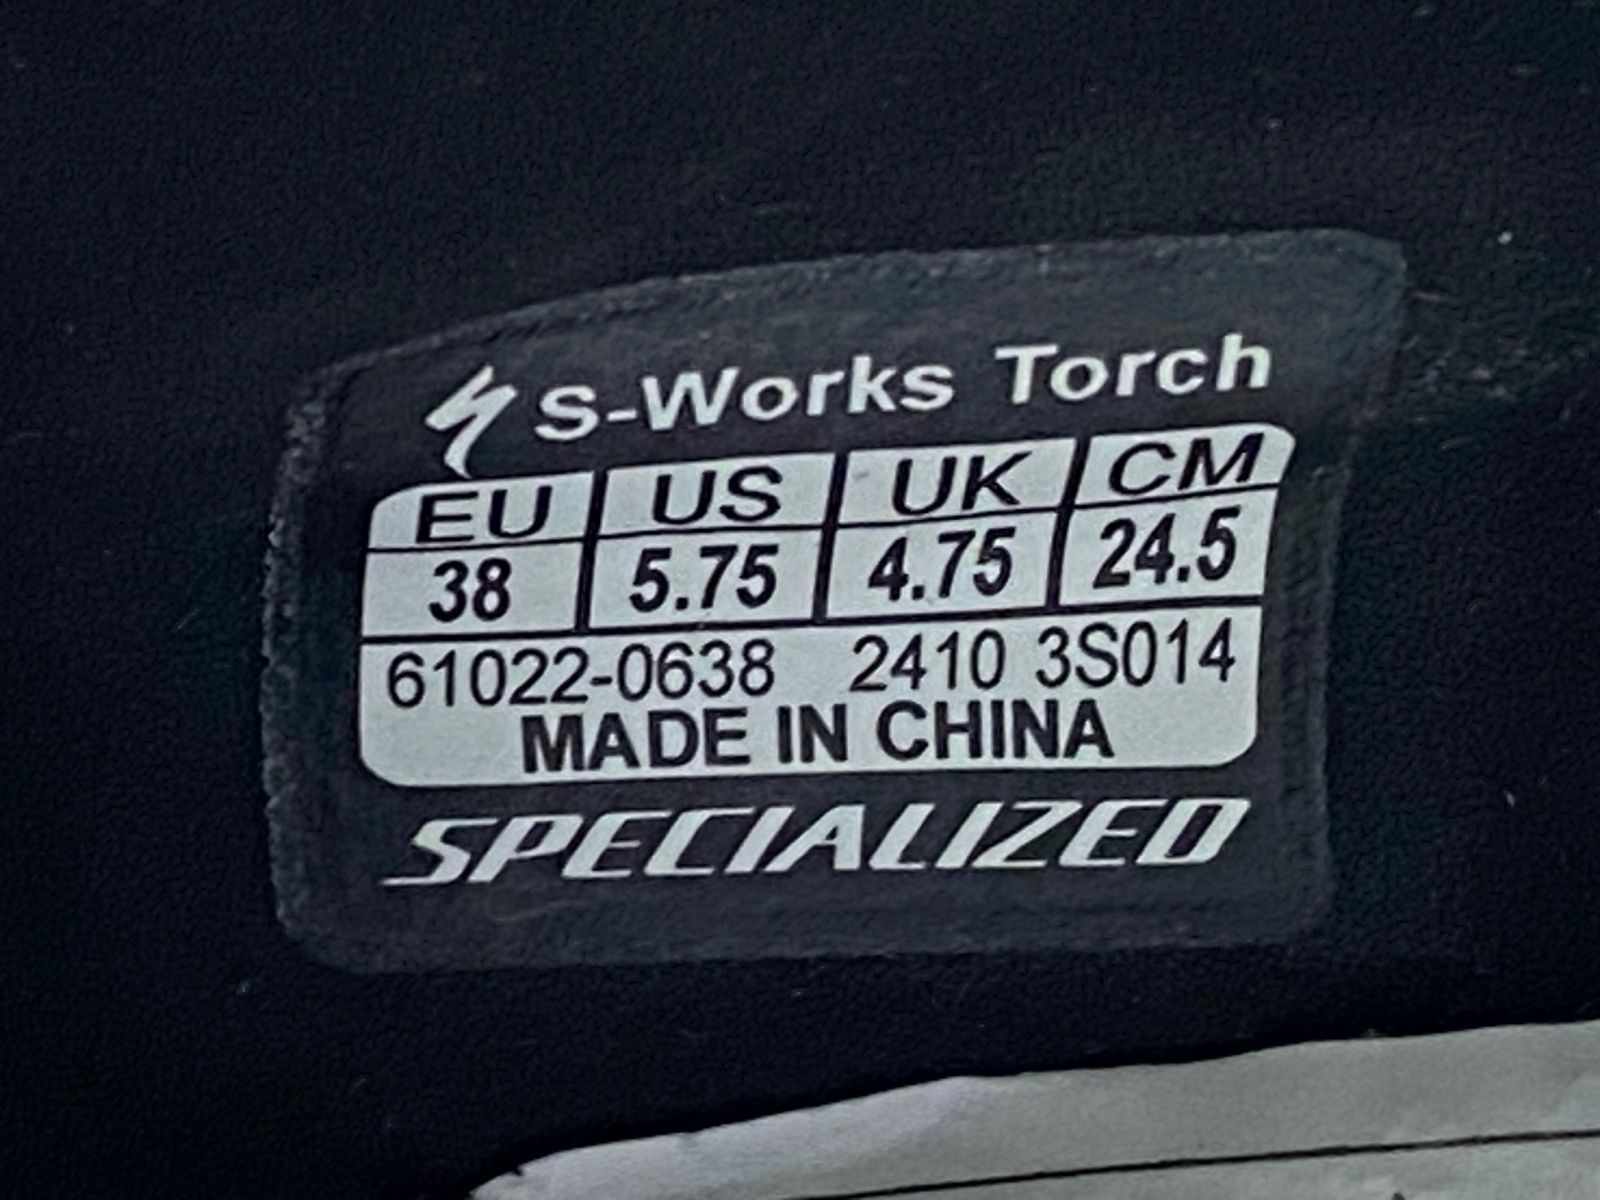 S-Works Torch
EU US UK CM
38 5.75 4.75 24.5
61022-0638 2410 3S014
MADE IN CHINA
SPECIALIZED